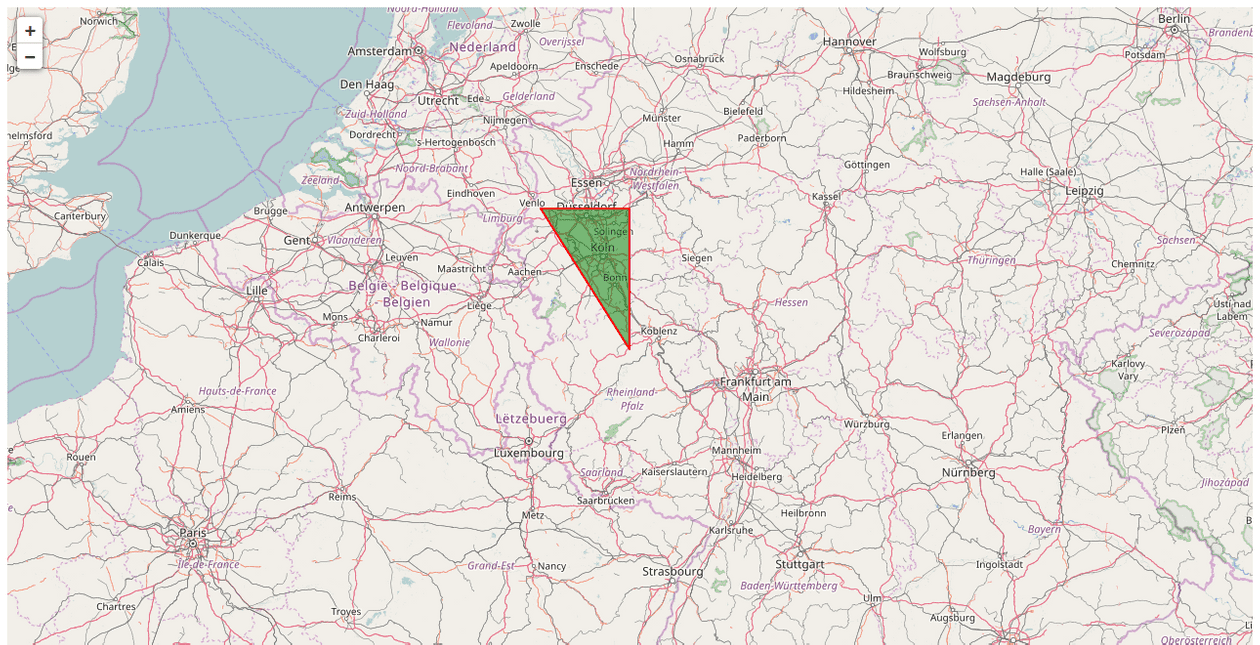 +
−
Norwich
Noord-Holland
Flevoland
Zwolle
Berlin
Amsterdam
Nederland
Overijssel
Hannover
Wolfsburg
Potsdam
Osnabrück
Apeldoorn
Enschede
Braunschweig
Magdeburg
Den Haag
Hildesheim
Utrecht
Ede
Gelderland
Sachsen-Anhalt
Zuid-Holland
Nijmegen
Münster
Bielefeld
Dordrecht
's-Hertogenbosch
Hamm
Paderborn
Göttingen
Noord-Brabant
Nordrhein-
Westfalen
Halle (Saale)
Zeeland
Essen
Leipzig
Eindhoven
Kassel
Venlo
Düsseldorf
Brugge
Antwerpen
Canterbury
Limburg
Dunkerque
Gent
Vlaanderen
Solingen
Köln
Sachsen
Calais
Leuven
Siegen
Thüringen
Chemnitz
Maastricht
Aachen
Bonn
Lille
België - Belgique
Belgien
Hessen
Liège
Ústí nad
Labem
Mons
Namur
Charleroi
Wallonie
Koblenz
Severozápad
Karlovy
Vary
Frankfurt am
Main
Hauts-de-France
Rheinland-
Pfalz
Amiens
Lëtzebuerg
Würzburg
Plzeň
Erlangen
Rouen
Luxembourg
Mannheim
Saarland
Kaiserslautern
Heidelberg
Nürnberg
Jihozápad
Reims
Saarbrücken
Metz
Heilbronn
Karlsruhe
Bayern
Paris
Île-de-France
Grand-Est
Nancy
Strasbourg
Stuttgart
Ingolstadt
Baden-Württemberg
Chartres
Troyes
Ulm
Augsburg
Oberösterreich